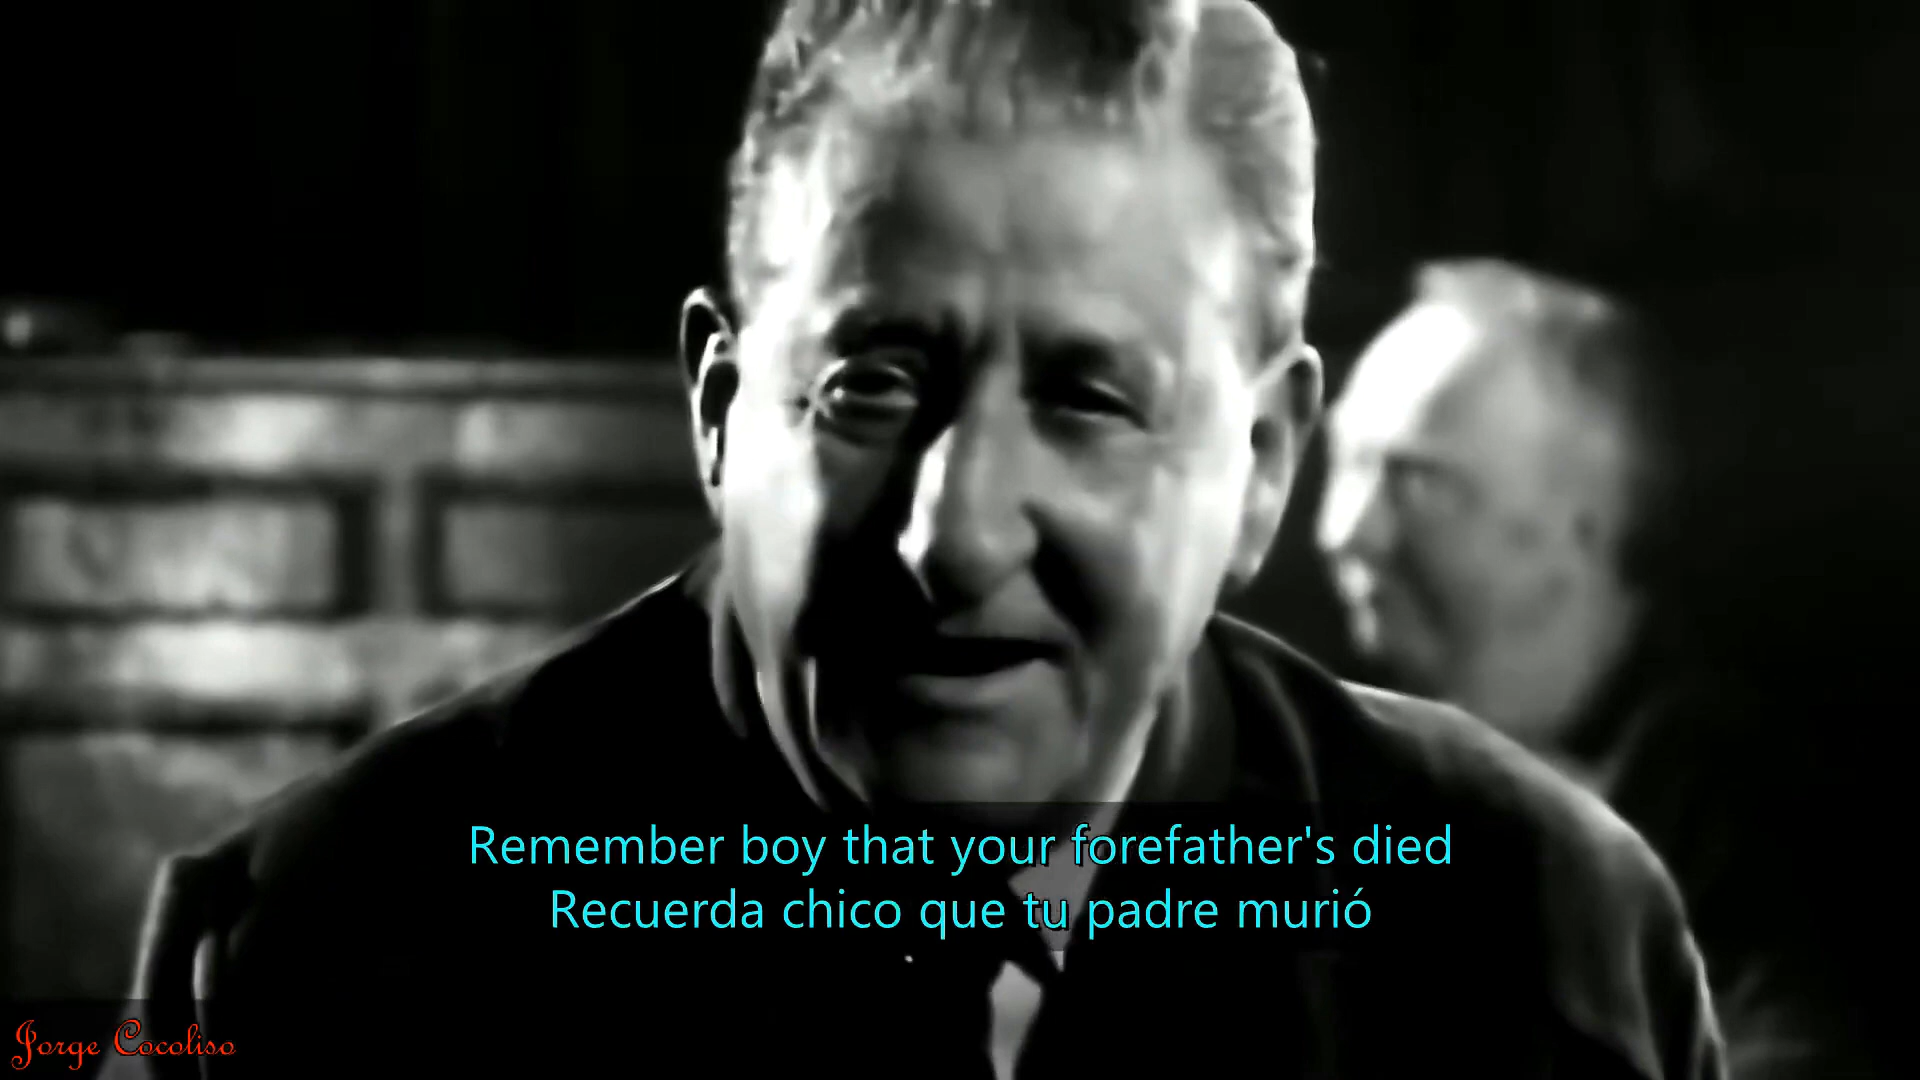 Remember boy that your forefather's died
Recuerda chico que tu padre murió
Jorge Cocoliso